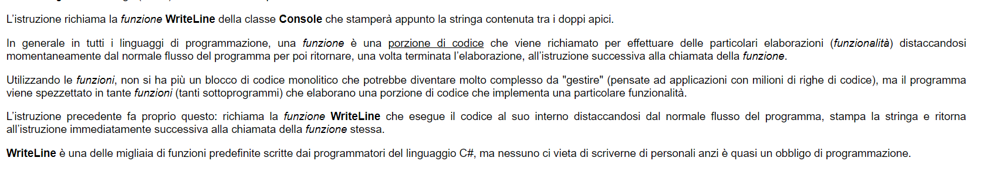 L’istruzione richiama la funzione WriteLine della classe Console che stamperà appunto la stringa contenuta tra i doppi apici.
In generale in tutti i linguaggi di programmazione, una funzione è una porzione di codice che viene richiamato per effettuare delle particolari elaborazioni (funzionalità) distaccandosi
momentaneamente dal normale flusso del programma per poi ritornare, una volta terminata l’elaborazione, all’istruzione successiva alla chiamata della funzione.
Utilizzando le funzioni, non si ha più un blocco di codice monolitico che potrebbe diventare molto complesso da "gestire" (pensate ad applicazioni con milioni di righe di codice), ma il programma
viene spezzettato in tante funzioni (tanti sottoprogrammi) che elaborano una porzione di codice che implementa una particolare funzionalità.
L’istruzione precedente fa proprio questo: richiama la funzione WriteLine che esegue il codice al suo interno distaccandosi dal normale flusso del programma, stampa la stringa e ritorna
all’istruzione immediatamente successiva alla chiamata della funzione stessa.
WriteLine è una delle migliaia di funzioni predefinite scritte dai programmatori del linguaggio C#, ma nessuno ci vieta di scriverne di personali anzi è quasi un obbligo di programmazione.